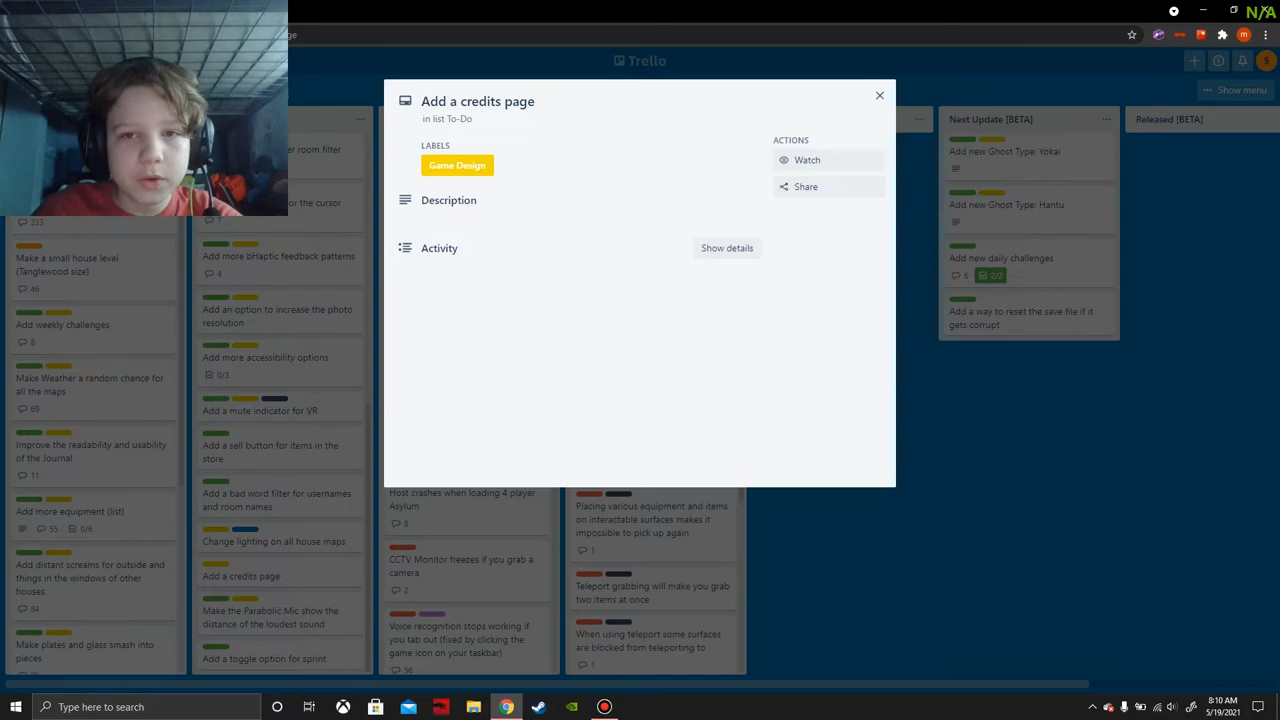 N/A
ge
m
Trello
S
Show menu
Add a credits page
in list To-Do
LABELS
Game Design
Description
Activity
Show details
ACTIONS
Watch
Share
233
Make a small house level
(Tanglewood size)
46
Add weekly challenges
8
Make Weather a random chance for
all the maps
69
Improve the readability and usability
of the Journal
11
Add more equipment (list)
55
0/6
Add distant screams for outside and
things in the windows of other
houses
84
Make plates and glass smash into
pieces
er room filter
for the cursor
7
Add more bHaptic feedback patterns
4
Add an option to increase the photo
resolution
Add more accessibility options
0/3
Add a mute indicator for VR
Add a sell button for items in the
store
Add a bad word filter for usernames
and room names
Change lighting on all house maps
Add a credits page
Make the Parabolic Mic show the
distance of the loudest sound
Add a toggle option for sprint
Host crashes when loading 4 player
Asylum
8
CCTV Monitor freezes if you grab a
camera
2
Voice recognition stops working if
you tab out (fixed by clicking the
game icon on your taskbar)
56
Placing various equipment and items
on interactable surfaces makes it
impossible to pick up again
1
Teleport grabbing will make you grab
two items at once
When using teleport some surfaces
are blocked from teleporting to
1
Next Update [BETA]
Add new Ghost Type: Yokai
Add new Ghost Type: Hantu
Add new daily challenges
6
2/2
Add a way to reset the save file if it
gets corrupt
Released [BETA]
Type here to search
8:10 AM
5/19/2021